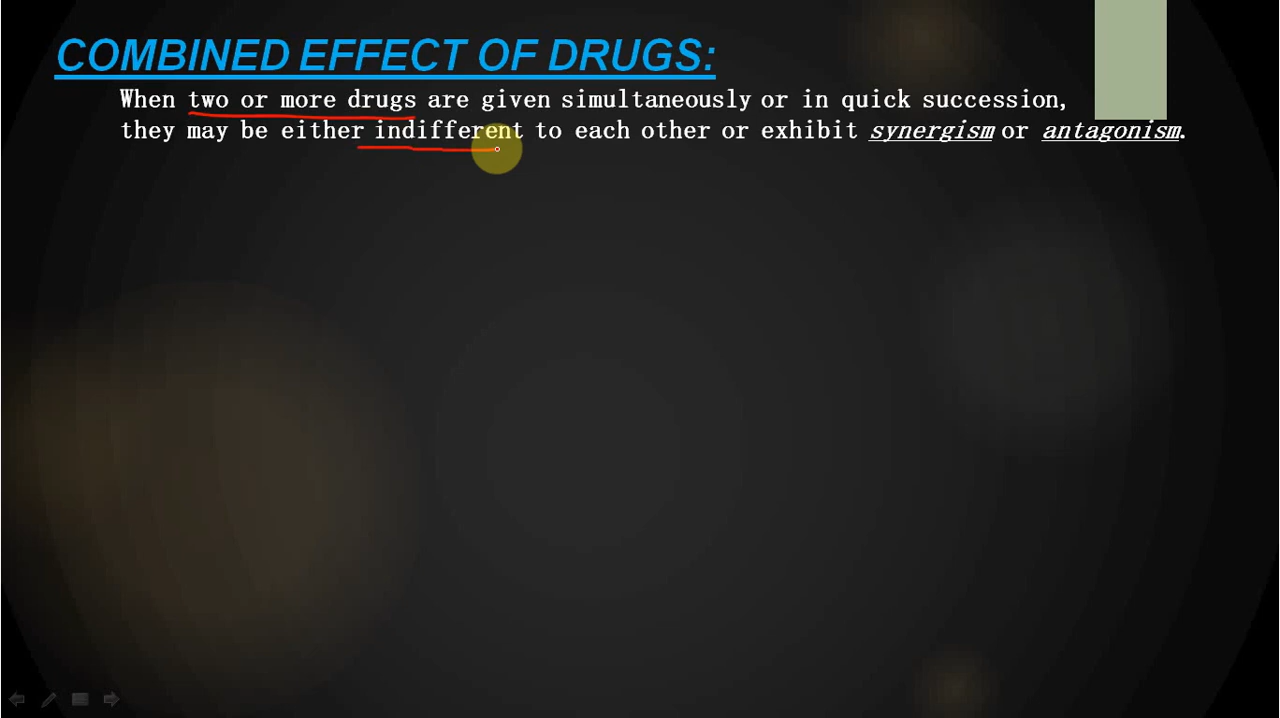 COMBINED EFFECT OF DRUGS:
When two or more drugs are given simultaneously or in quick succession,
they may be either indifferent to each other or exhibit synergism or antagonism.